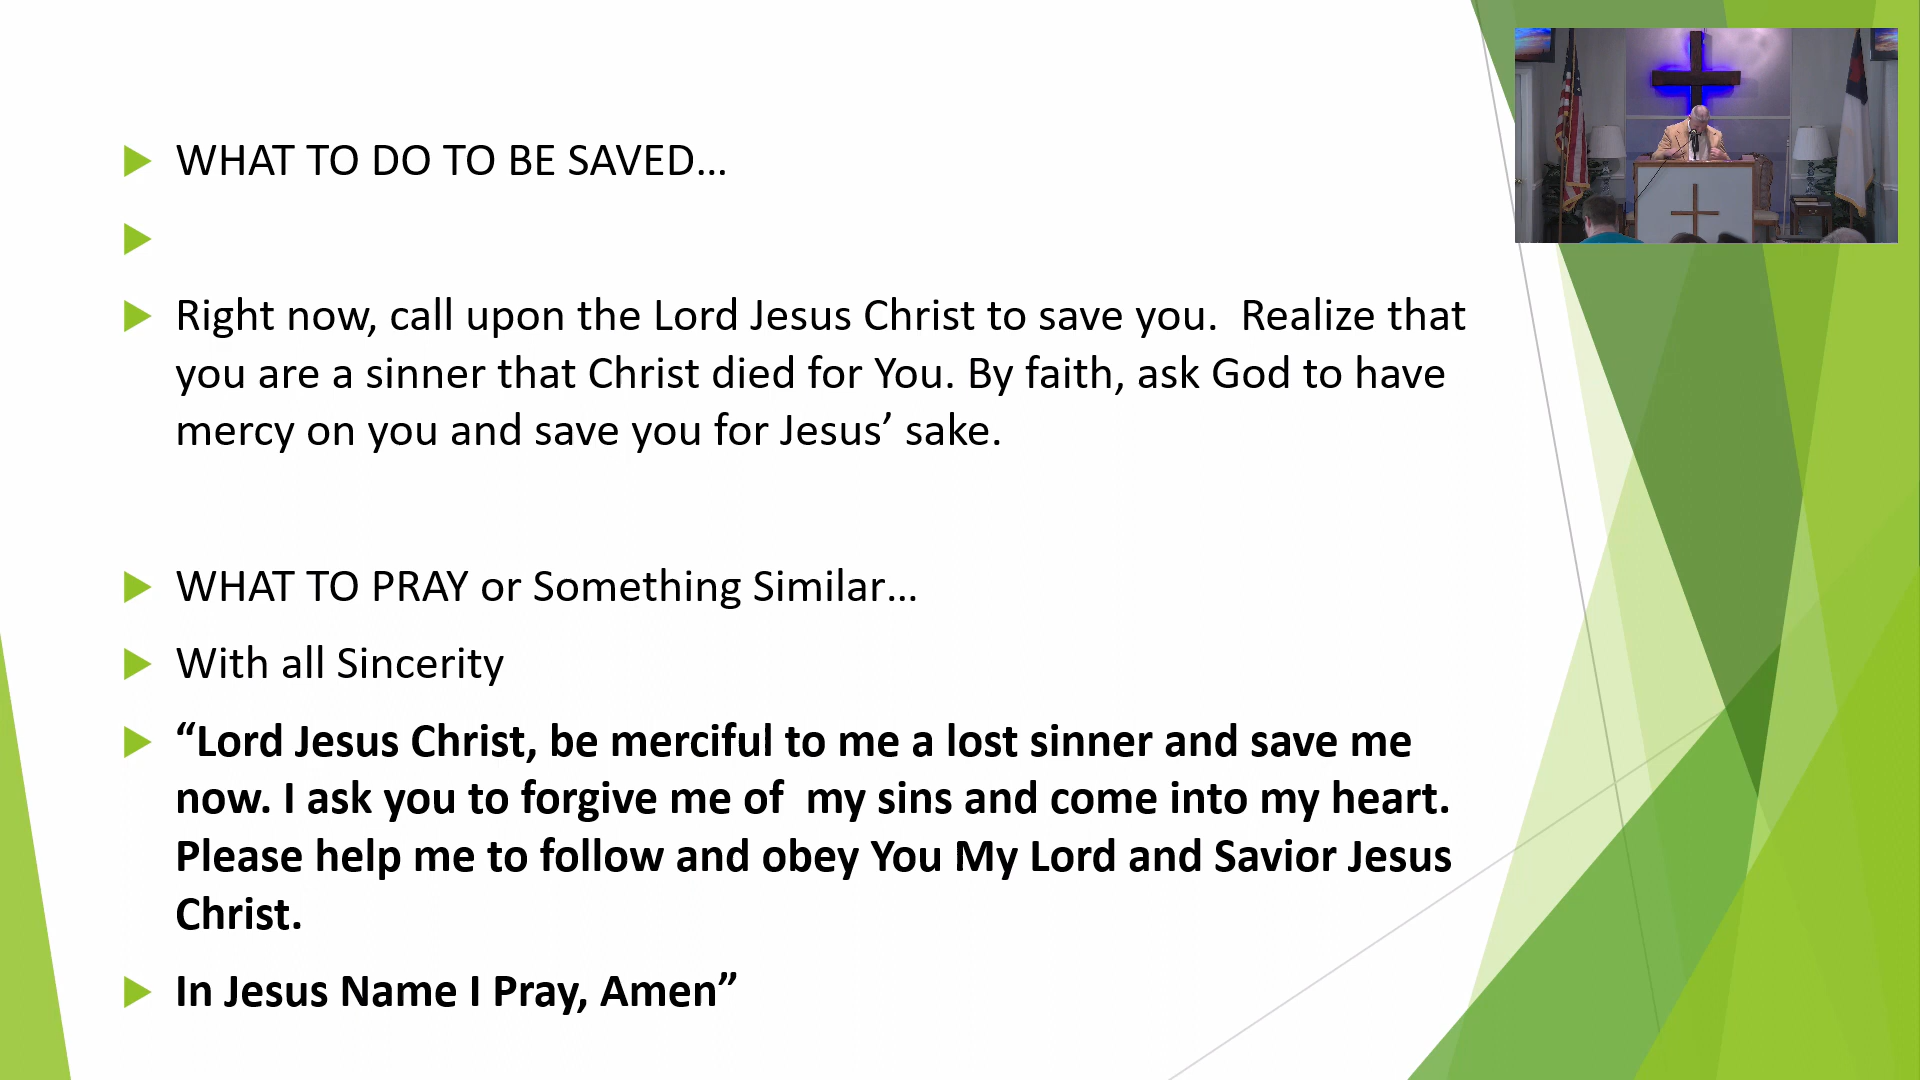 WHAT TO DO TO BE SAVED…
Right now, call upon the Lord Jesus Christ to save you.  Realize that
you are a sinner that Christ died for You. By faith, ask God to have
mercy on you and save you for Jesus’ sake.
WHAT TO PRAY or Something Similar…
With all Sincerity
“Lord Jesus Christ, be merciful to me a lost sinner and save me
now. I ask you to forgive me of  my sins and come into my heart.
Please help me to follow and obey You My Lord and Savior Jesus
Christ.
In Jesus Name I Pray, Amen”